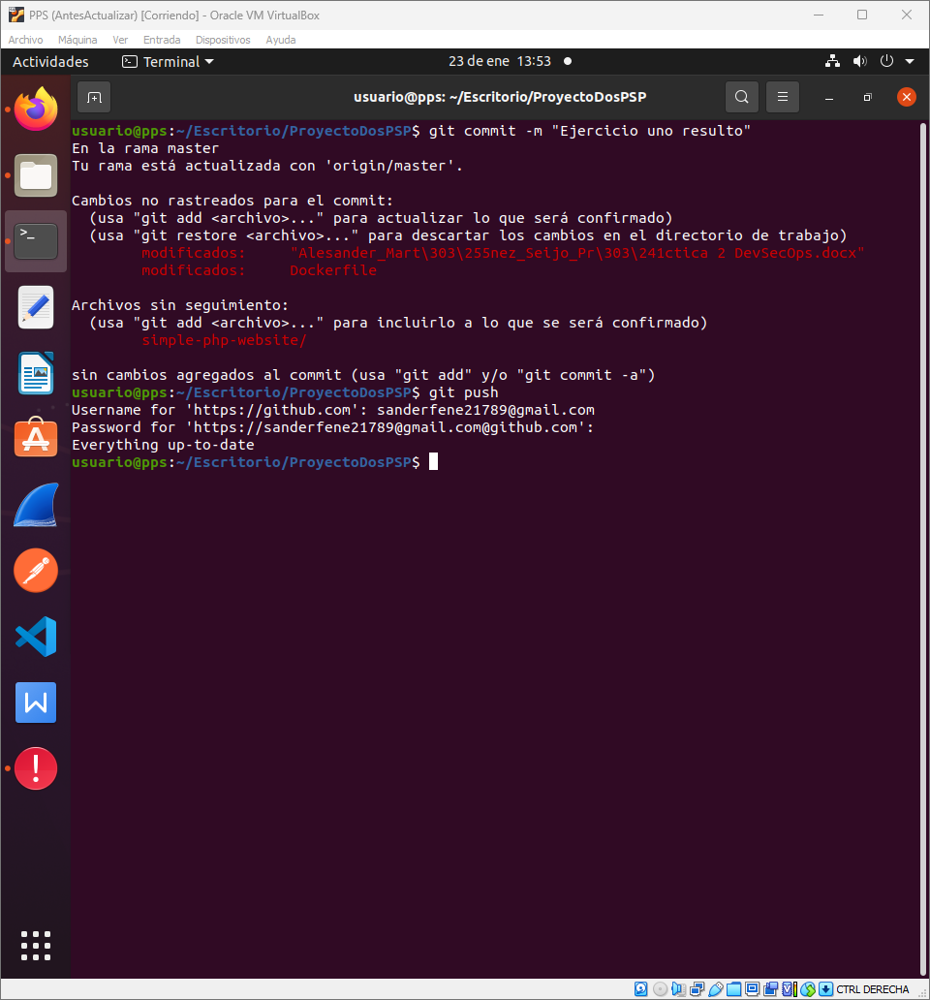 PPS (AntesActualizar) [Corriendo] - Oracle VM VirtualBox
Archivo Máquina Ver Entrada Dispositivos Ayuda
Actividades Terminal 23 de ene 13:53
usuario@pps: ~/Escritorio/ProyectoDosPSP
usuario@pps:~/Escritorio/ProyectoDosPSP$ git commit -m "Ejercicio uno resulto"
En la rama master
Tu rama está actualizada con 'origin/master'.
Cambios no rastreados para el commit:
(usa "git add <archivo>..." para actualizar lo que será confirmado)
(usa "git restore <archivo>..." para descartar los cambios en el directorio de trabajo)
modificados: "Alesander_Mart\303\255nez_Seijo_Pr\303\241ctica 2 DevSecOps.docx"
modificados: Dockerfile
Archivos sin seguimiento:
(usa "git add <archivo>..." para incluirlo a lo que se será confirmado)
simple-php-website/
sin cambios agregados al commit (usa "git add" y/o "git commit -a")
usuario@pps:~/Escritorio/ProyectoDosPSP$ git push
Username for 'https://github.com': sanderfene21789@gmail.com
Password for 'https://sanderfene21789@gmail.com@github.com':
Everything up-to-date
usuario@pps:~/Escritorio/ProyectoDosPSP$
CTRL DERECHA